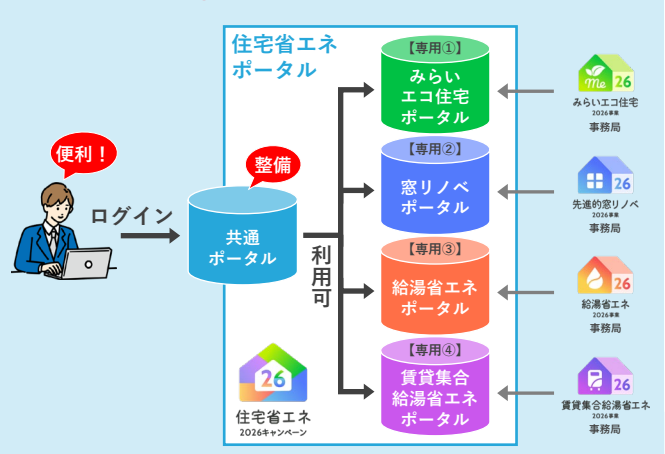 住宅省エネ
ポータル
便利！
ログイン
整備
共通
ポータル
利用可
【専用①】
みらい
エコ住宅
ポータル
【専用②】
窓リノベ
ポータル
【専用③】
給湯省エネ
ポータル
【専用④】
賃貸集合
給湯省エネ
ポータル
26
住宅省エネ
2026キャンペーン
me 26
みらいエコ住宅
2026事業
事務局
26
先進的窓リノベ
2026事業
事務局
26
給湯省エネ
2026事業
事務局
26
賃貸集合給湯省エネ
2026事業
事務局